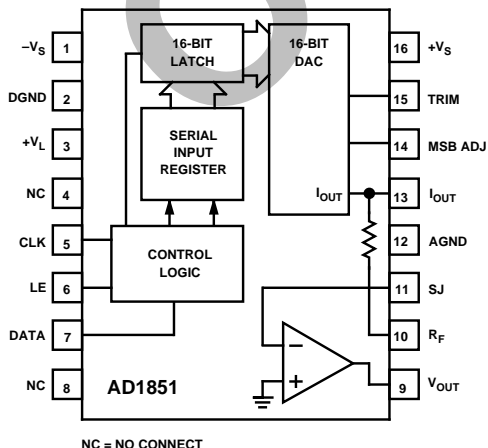 –VS 1
DGND 2
+VL 3
NC 4
CLK 5
LE 6
DATA 7
NC 8
16-BIT
LATCH
SERIAL
INPUT
REGISTER
CONTROL
LOGIC
16-BIT
DAC
IOUT
–
+
AD1851
16 +VS
15 TRIM
14 MSB ADJ
13 IOUT
12 AGND
11 SJ
10 RF
9 VOUT
NC = NO CONNECT